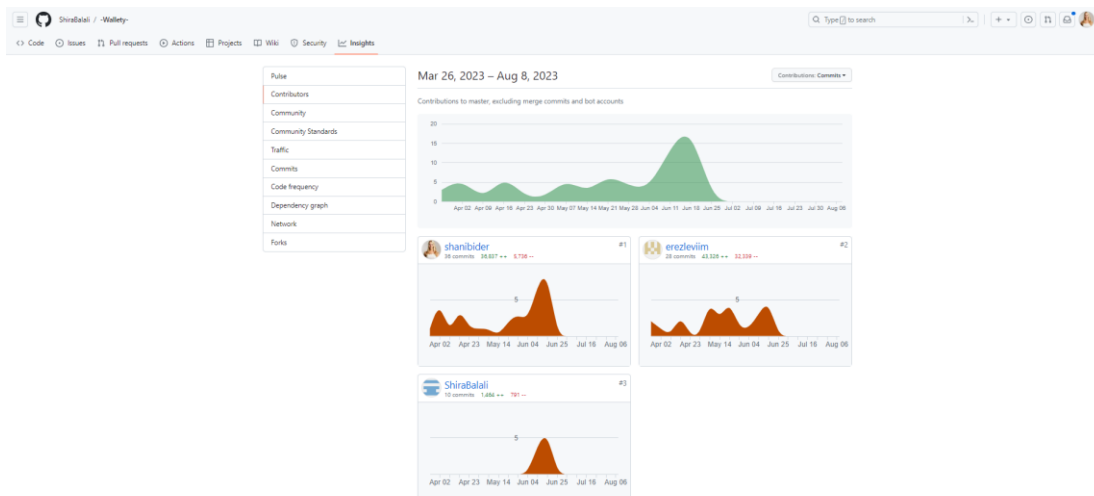 ShiraBalali / -Wallety-
Type / to search
Code
Issues
Pull requests
Actions
Projects
Wiki
Security
Insights
Pulse
Contributors
Community
Community Standards
Traffic
Commits
Code frequency
Dependency graph
Network
Forks
Mar 26, 2023 – Aug 8, 2023
Contributions: Commits
Contributions to master, excluding merge commits and bot accounts
20
15
10
5
0
Apr 02 Apr 09 Apr 16 Apr 23 Apr 30 May 07 May 14 May 21 May 28 Jun 04 Jun 11 Jun 18 Jun 25 Jul 02 Jul 09 Jul 16 Jul 23 Jul 30 Aug 06
shanibider
#1
36 commits ++ --
5
Apr 02 Apr 23 May 14 Jun 04 Jun 25 Jul 16 Aug 06
erezleviim
#2
28 commits ++ --
5
Apr 02 Apr 23 May 14 Jun 04 Jun 25 Jul 16 Aug 06
ShiraBalali
#3
10 commits ++ 791 --
5
Apr 02 Apr 23 May 14 Jun 04 Jun 25 Jul 16 Aug 06